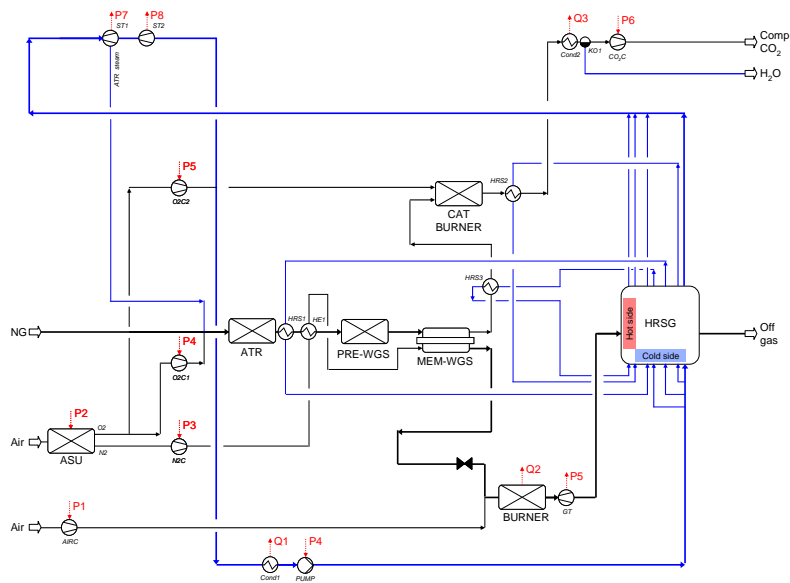 P7
P8
ST1
ST2
Q3
P6
Comp
CO2
Cond2
KO1
CO2C
H2O
ATR steam
P5
O2C2
HRS2
CAT
BURNER
HRS3
HRSG
Hot side
Cold side
Off
gas
NG
HRS1
HE1
ATR
PRE-WGS
MEM-WGS
P4
O2C1
P2
P3
Air
O2
N2
ASU
N2C
Q2
P5
BURNER
GT
P1
Air
AIRC
Q1
P4
Cond1
PUMP